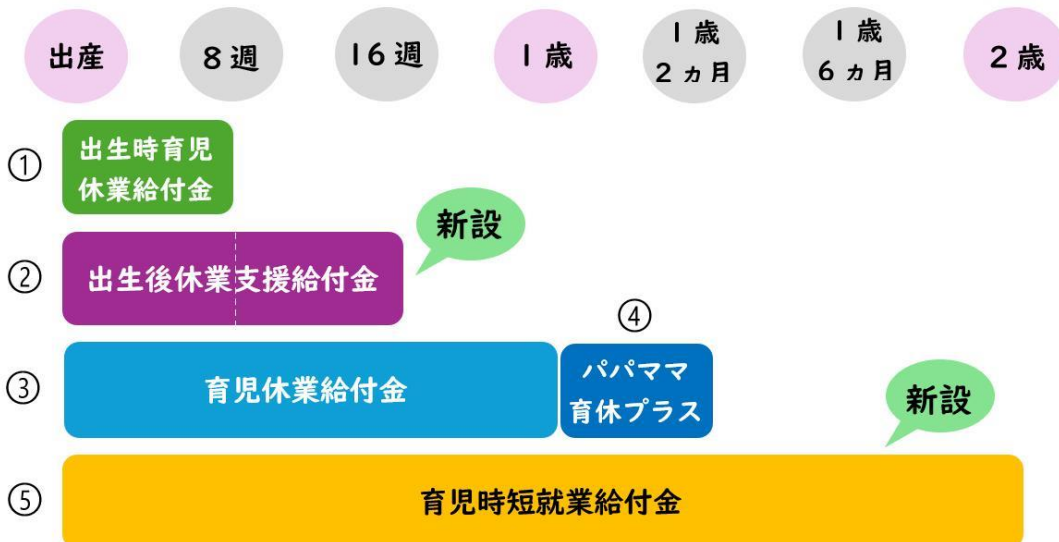 出産
8週
16週
1歳
1歳
2ヵ月
1歳
6ヵ月
2歳
①
出生時育児
休業給付金
新設
②
出生後休業支援給付金
④
③
育児休業給付金
パパママ
育休プラス
新設
⑤
育児時短就業給付金